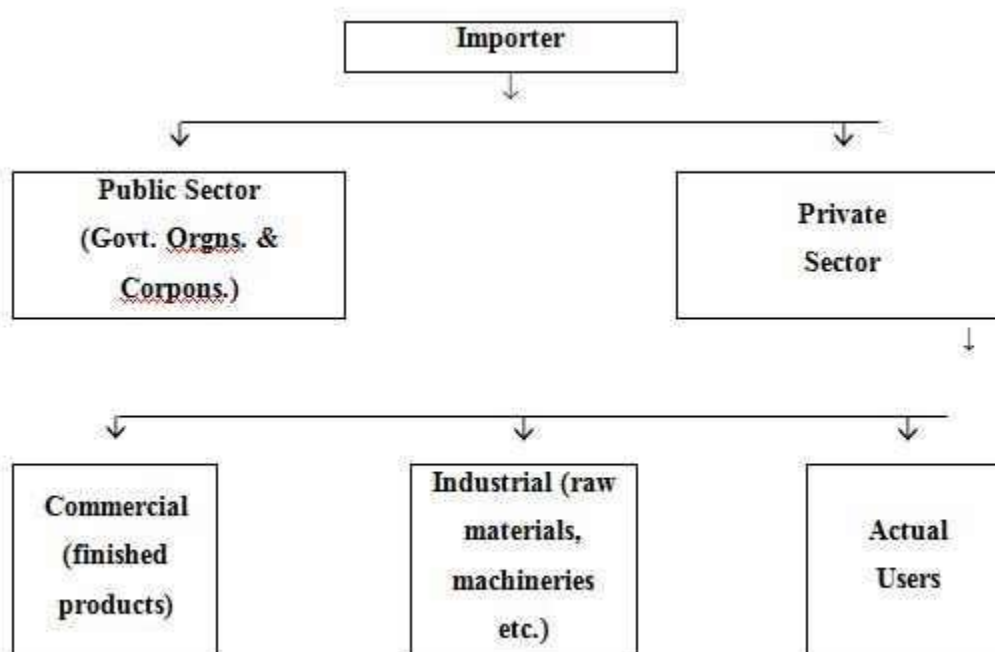 Importer
Public Sector
(Govt. Orgns. &
Corpons.)
Private
Sector
Commercial
(finished
products)
Industrial (raw
materials,
machineries
etc.)
Actual
Users